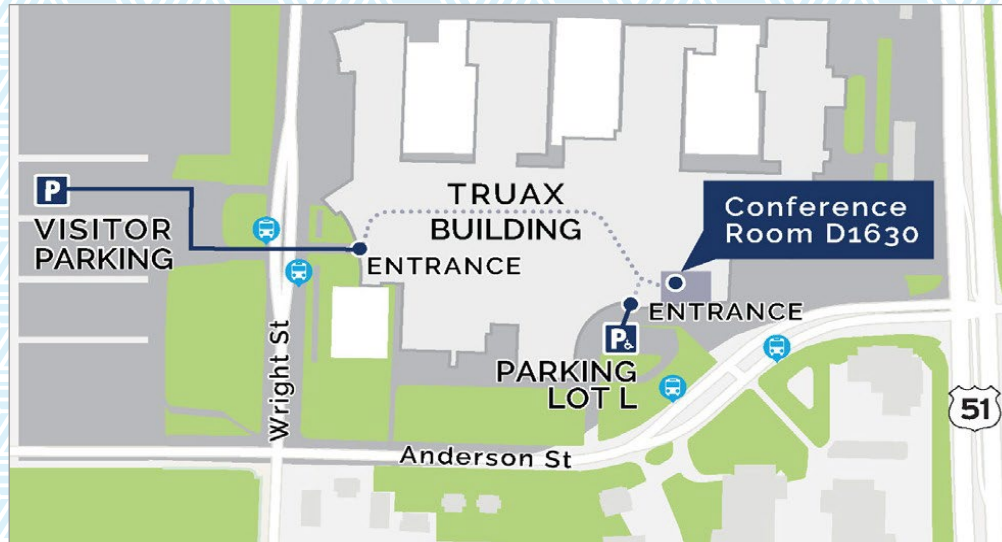 TRUAX
BUILDING
Conference
Room D1630
P
VISITOR
PARKING
ENTRANCE
ENTRANCE
P
PARKING
LOT L
Wright St
Anderson St
51